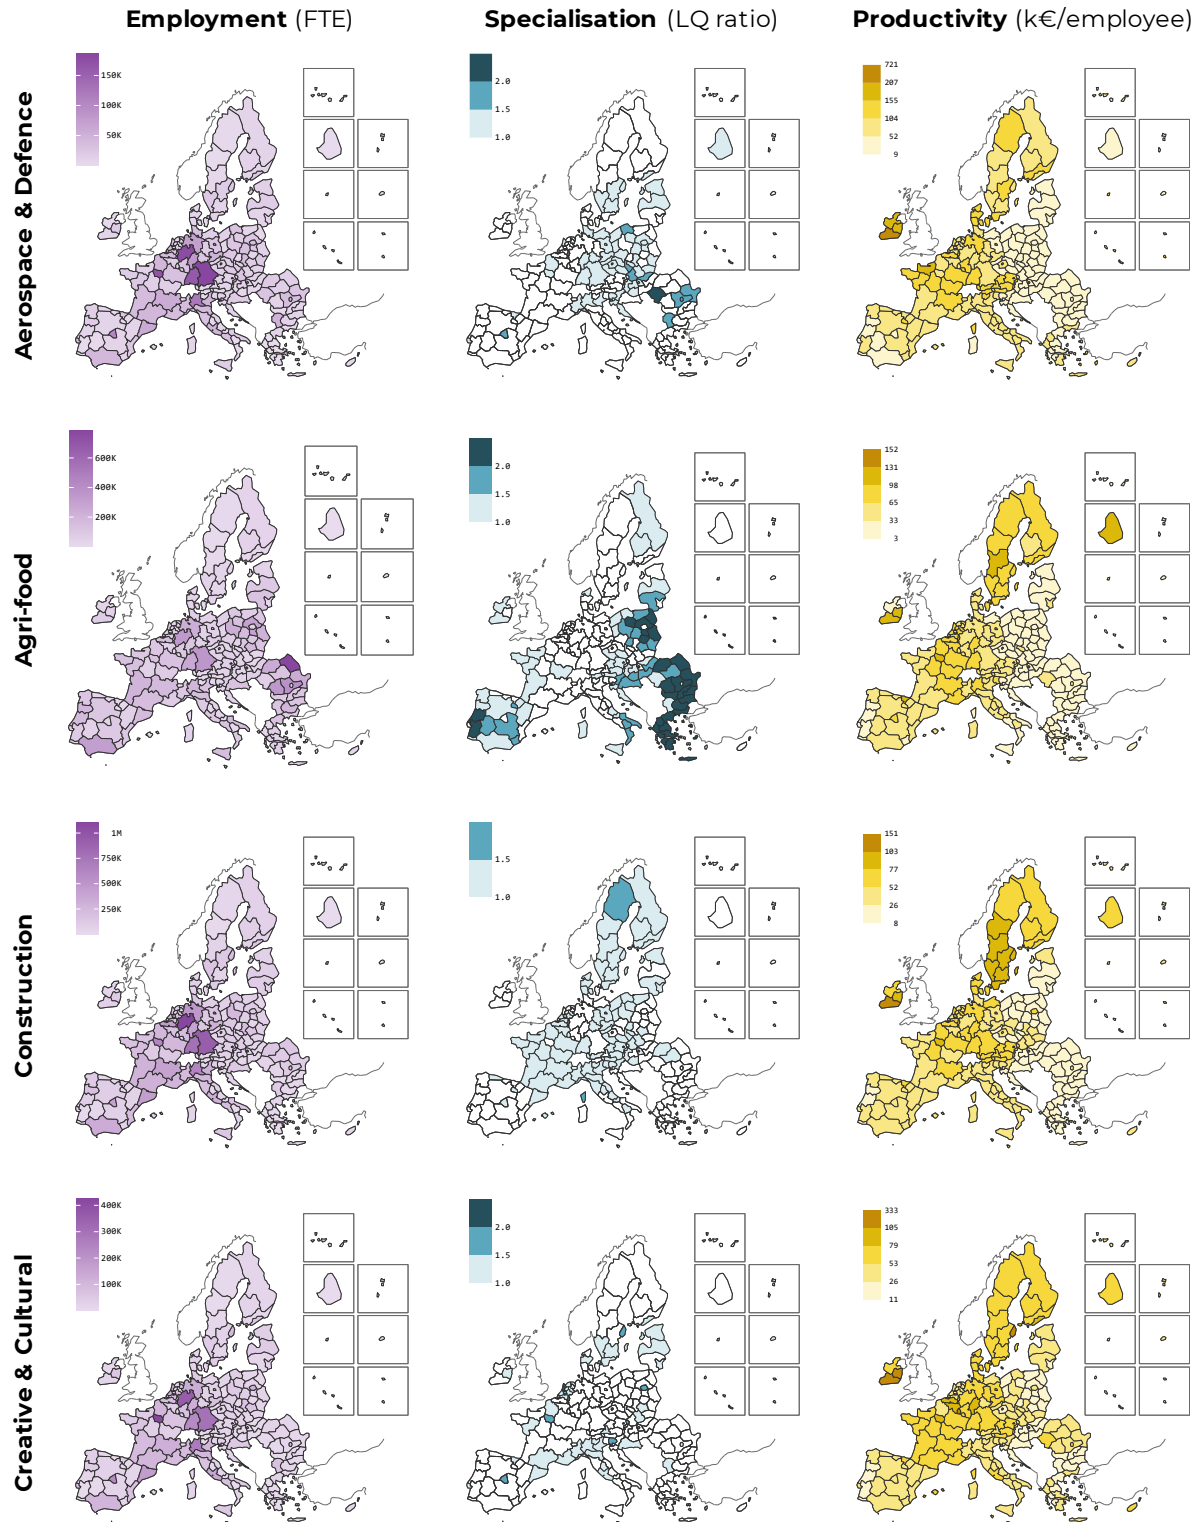 Employment (FTE)
Specialisation (LQ ratio)
Productivity (k€/employee)
Aerospace & Defence
150K
100K
50K
2.0
1.5
1.0
721
207
155
104
52
9
Agri-food
600K
400K
200K
2.0
1.5
1.0
152
131
98
65
33
3
Construction
1M
750K
500K
250K
1.5
1.0
151
103
77
52
26
8
Creative & Cultural
400K
300K
200K
100K
2.0
1.5
1.0
333
105
79
53
26
11